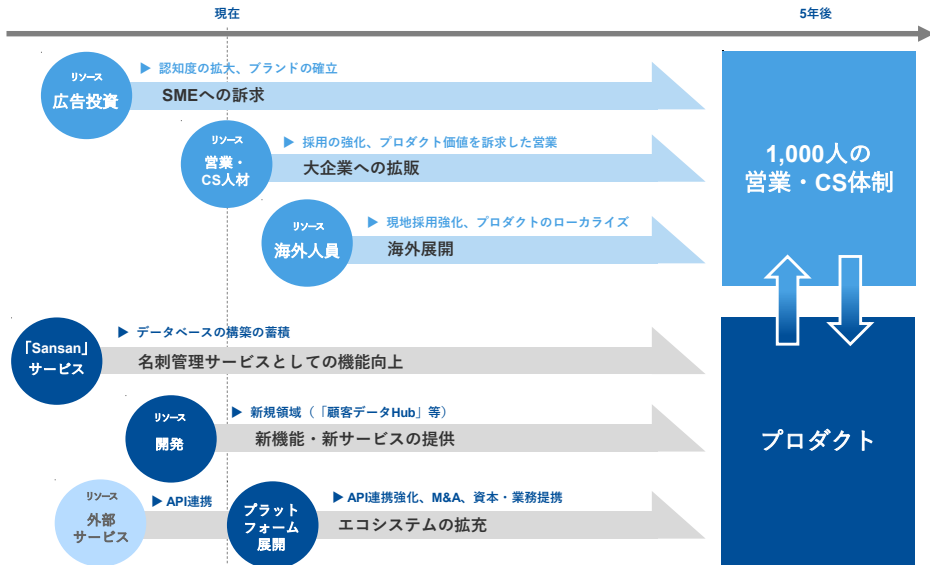 現在
5年後
リソース
広告投資
▶ 認知度の拡大、ブランドの確立
SMEへの訴求
リソース
営業・
CS人材
▶ 採用の強化、プロダクト価値を訴求した営業
大企業への拡販
リソース
海外人員
▶ 現地採用強化、プロダクトのローカライズ
海外展開
1,000人の
営業・CS体制
「Sansan」
サービス
▶ データベースの構築の蓄積
名刺管理サービスとしての機能向上
リソース
開発
▶ 新規領域（「顧客データHub」等）
新機能・新サービスの提供
リソース
外部
サービス
▶ API連携
プラット
フォーム
展開
▶ API連携強化、M&A、資本・業務提携
エコシステムの拡充
プロダクト